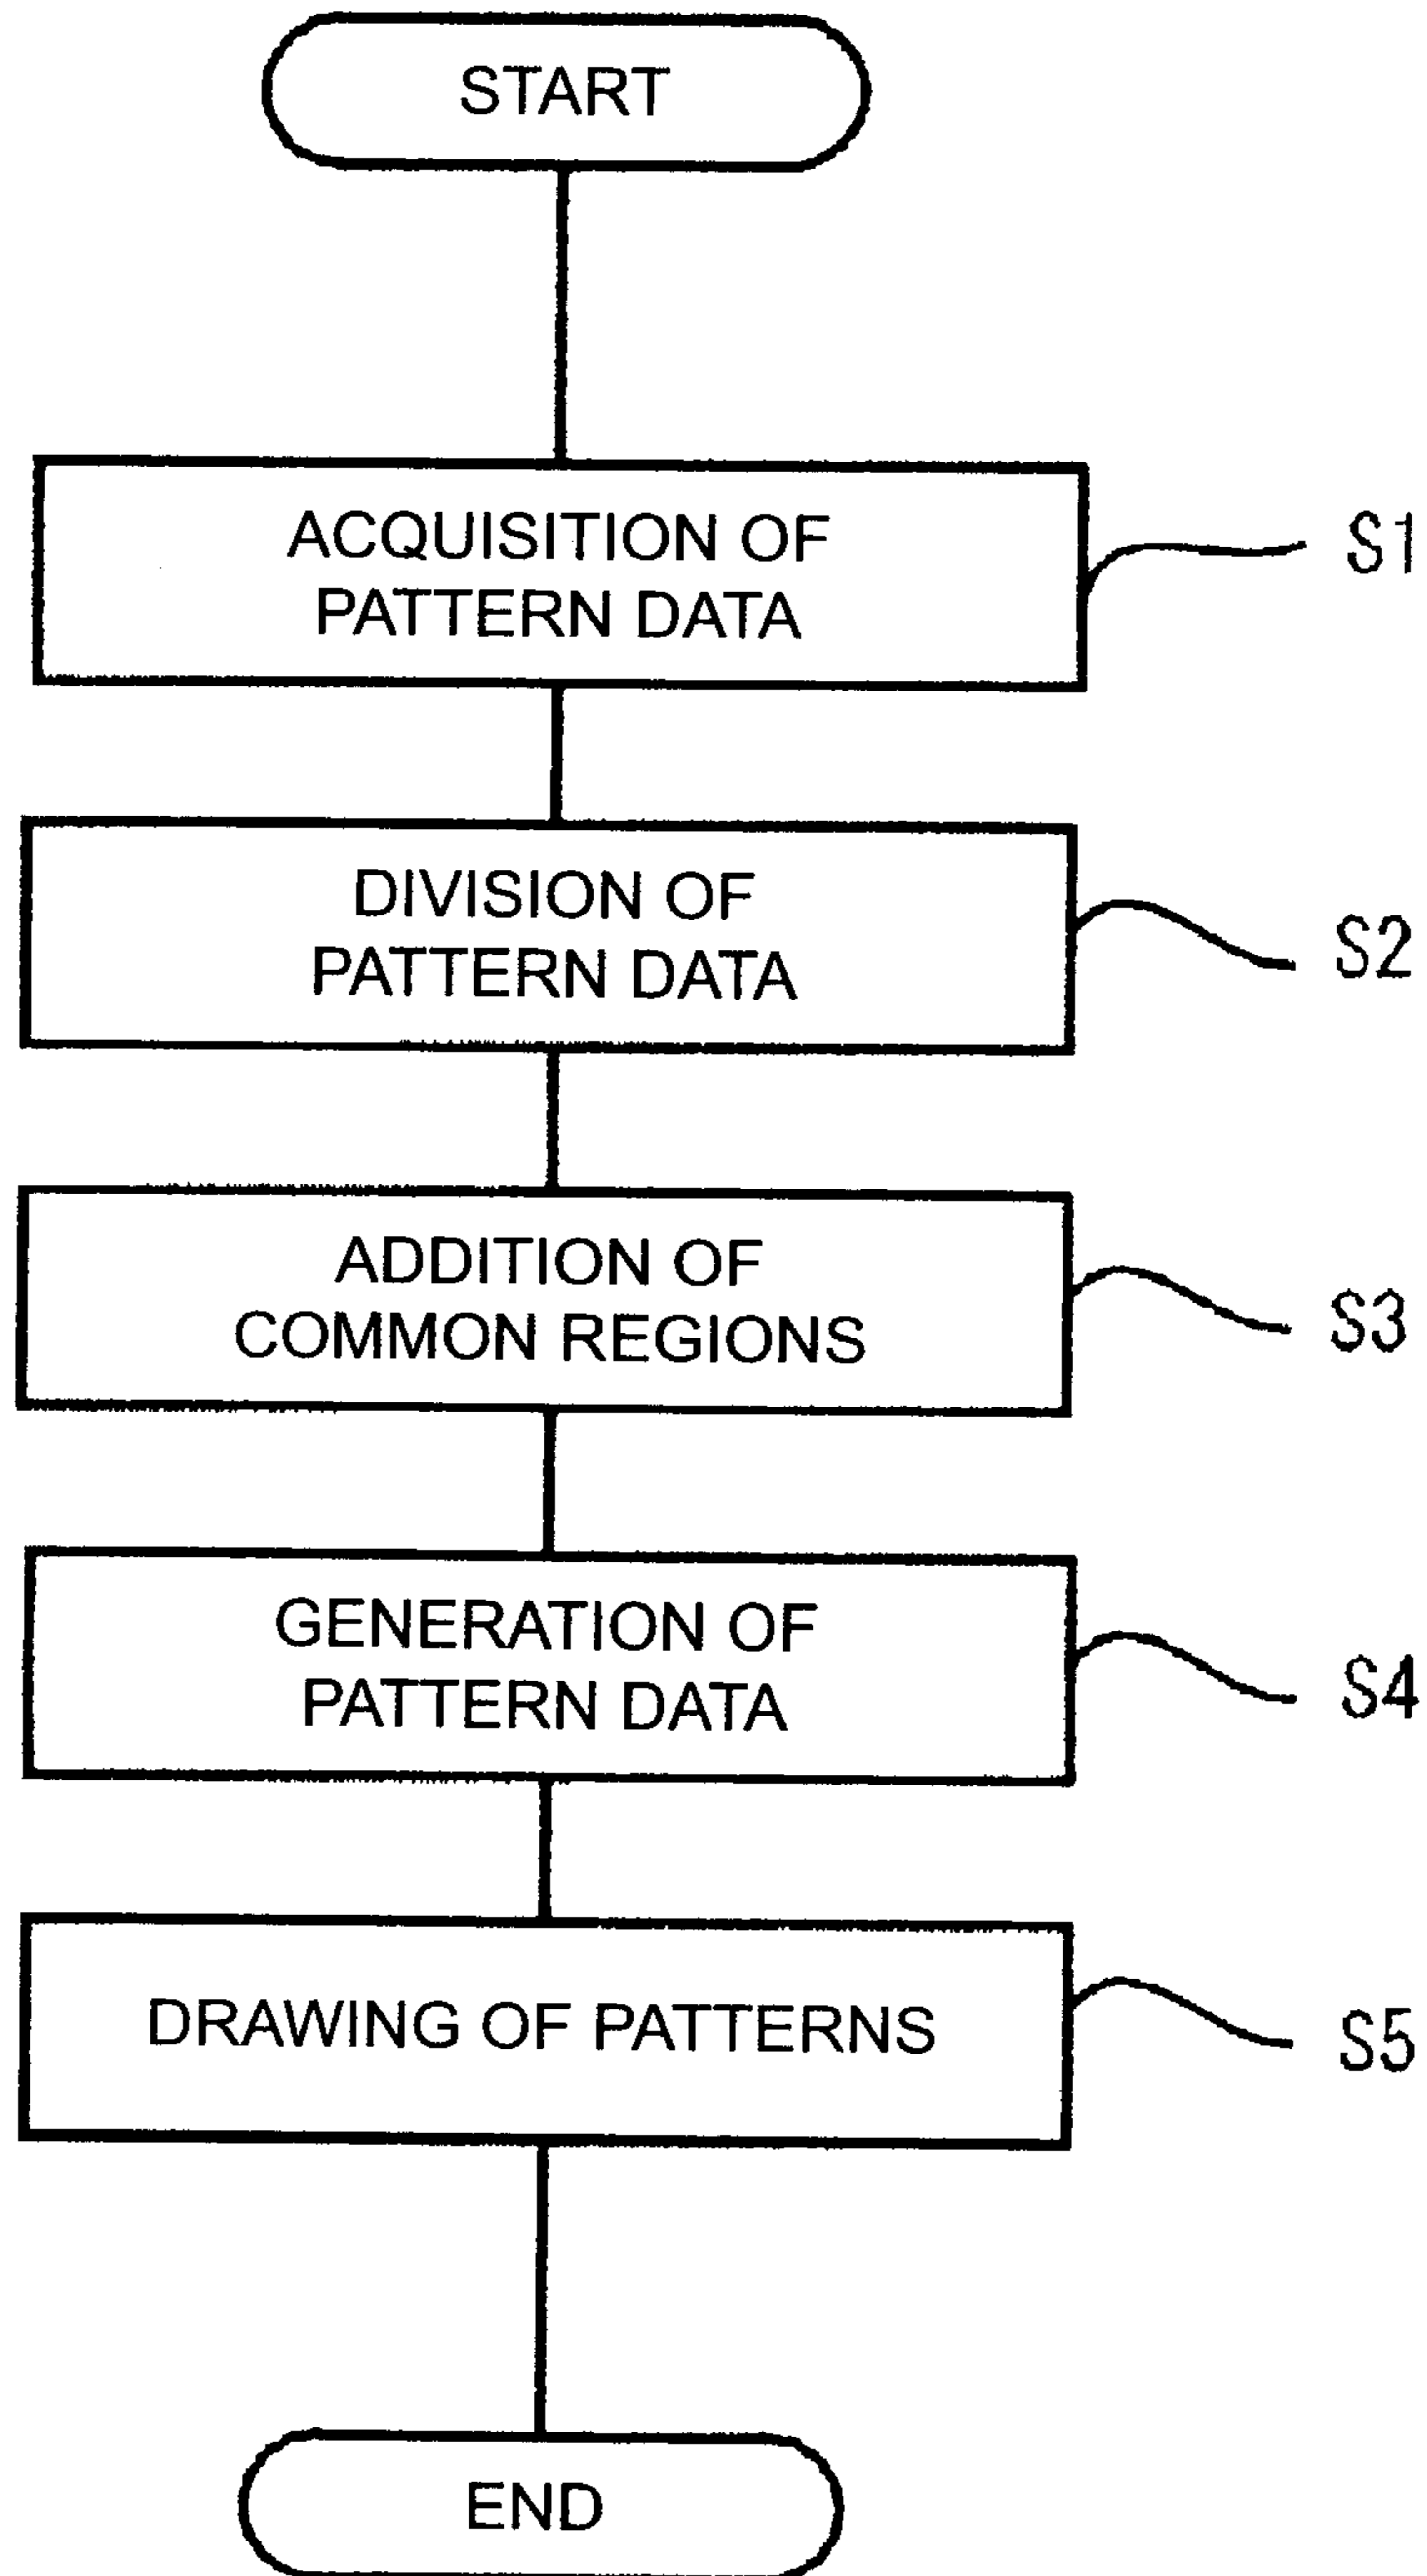 START
ACQUISITION OF
PATTERN DATA
S1
DIVISION OF
PATTERN DATA
S2
ADDITION OF
COMMON REGIONS
S3
GENERATION OF
PATTERN DATA
S4
DRAWING OF PATTERNS
S5
END